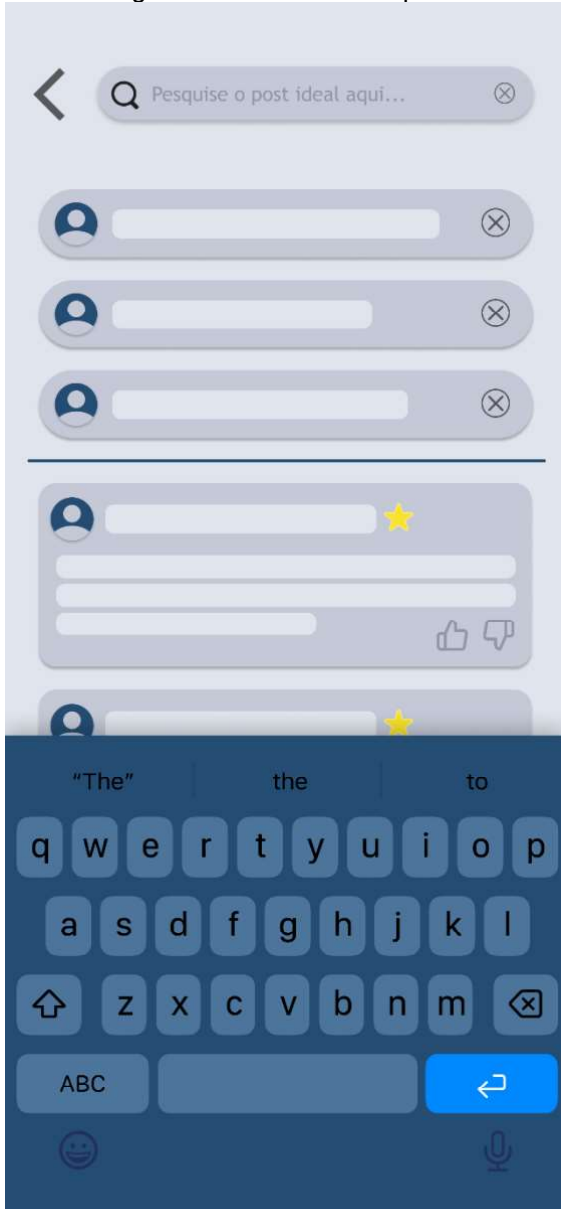 Pesquise o post ideal aqui...
“The” the to
q w e r t y u i o p
a s d f g h j k l
z x c v b n m
ABC